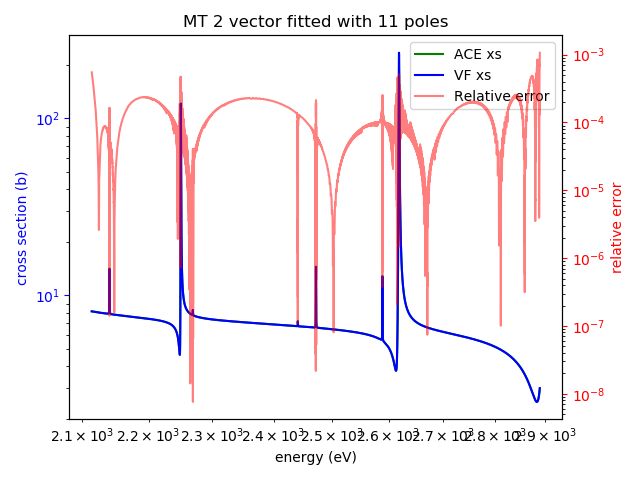 MT 2 vector fitted with 11 poles
ACE xs
VF xs
Relative error
10²
10¹
cross section (b)
10⁻³
10⁻⁴
10⁻⁵
10⁻⁶
10⁻⁷
10⁻⁸
relative error
2.1 × 10³ 2.2 × 10³ 2.3 × 10³ 2.4 × 10³ 2.5 × 10³ 2.6 × 10³ 2.7 × 10³ 2.8 × 10³ 2.9 × 10³
energy (eV)